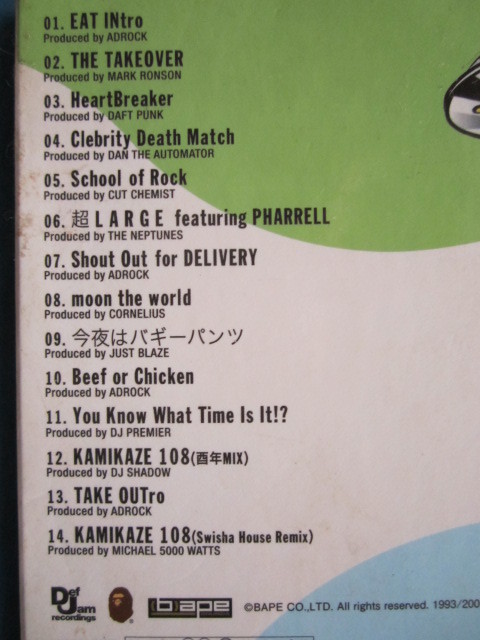 01. EAT INtro
Produced by ADROCK
02. THE TAKEOVER
Produced by MARK RONSON
03. HeartBreaker
Produced by DAFT PUNK
04. Clebrity Death Match
Produced by DAN THE AUTOMATOR
05. School of Rock
Produced by CUT CHEMIST
06. 超LARGE featuring PHARRELL
Produced by THE NEPTUNES
07. Shout Out for DELIVERY
Produced by ADROCK
08. moon the world
Produced by CORNELIUS
09. 今夜はバギーパンツ
Produced by JUST BLAZE
10. Beef or Chicken
Produced by ADROCK
11. You Know What Time Is It!?
Produced by DJ PREMIER
12. KAMIKAZE 108(酉年MIX)
Produced by DJ SHADOW
13. TAKE OUTro
Produced by ADROCK
14. KAMIKAZE 108(Swisha House Remix)
Produced by MICHAEL 5000 WATTS
Def Jam recordings
bape ©BAPE CO.,LTD. All rights reserved. 1993/200